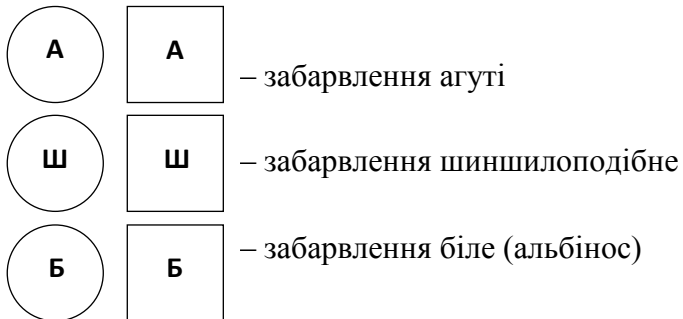 А А – забарвлення агуті
Ш Ш – забарвлення шиншилоподібне
Б Б – забарвлення біле (альбінос)